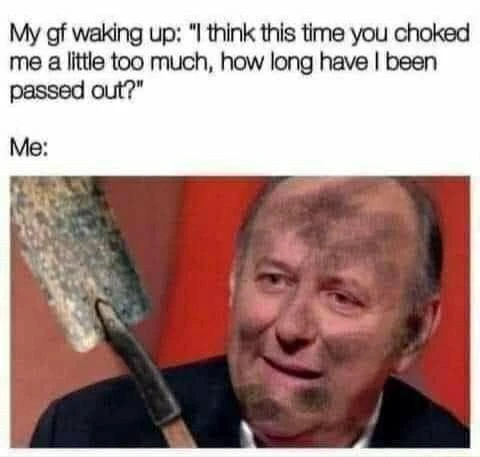 My gf waking up: "I think this time you choked
me a little too much, how long have I been
passed out?"
Me: